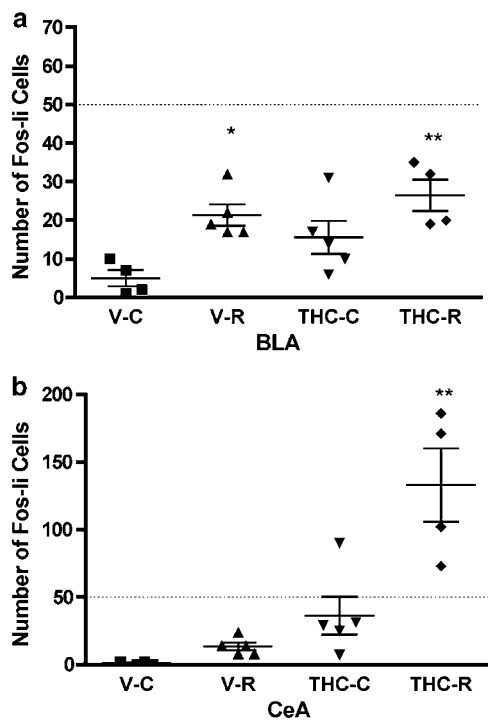 a
Number of Fos-li Cells
70
60
50
40
30
20
10
0
*
**
V-C V-R THC-C THC-R
BLA
b
Number of Fos-li Cells
200
150
100
50
0
**
V-C V-R THC-C THC-R
CeA